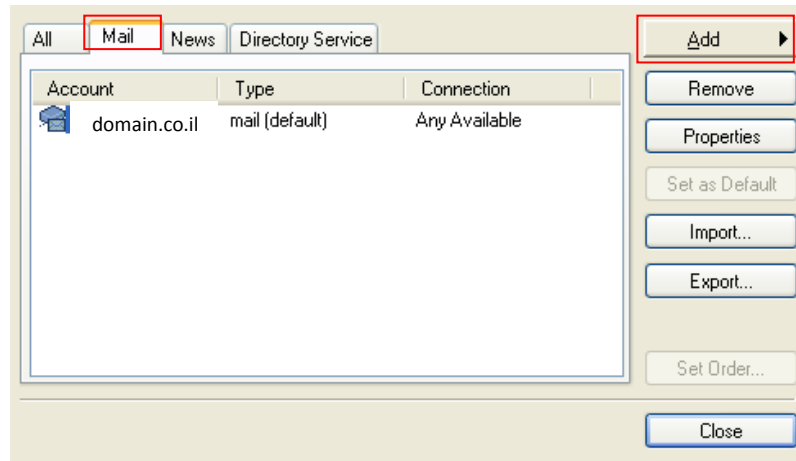 All Mail News Directory Service
Add
Account Type Connection
Remove
domain.co.il mail (default) Any Available
Properties
Set as Default
Import...
Export...
Set Order...
Close